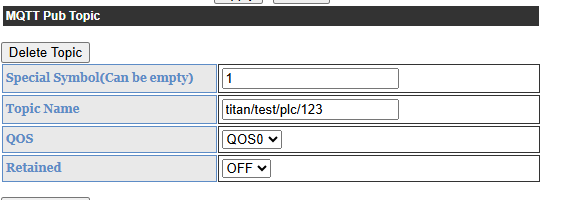 MQTT Pub Topic
Delete Topic
Special Symbol(Can be empty) 1
Topic Name titan/test/plc/123
QOS QOS0
Retained OFF